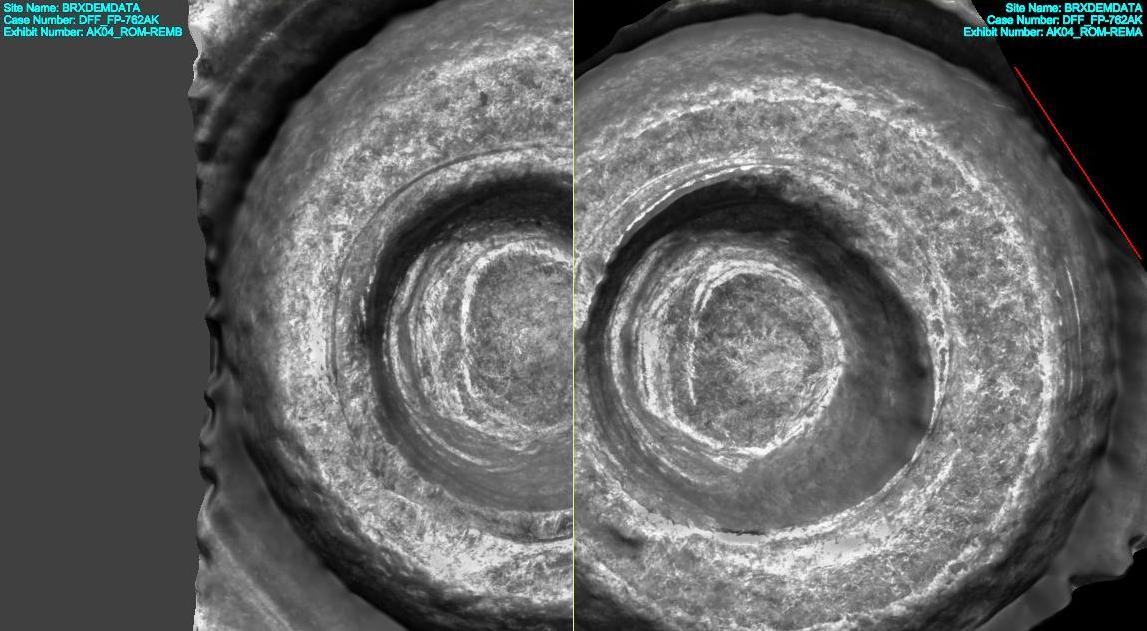 Site Name: BRXDEMDATA
Case Number: DFF_FP-762AK
Exhibit Number: AK04_ROM-REMB
Site Name: BRXDEMDATA
Case Number: DFF_FP-762AK
Exhibit Number: AK04_ROM-REMA